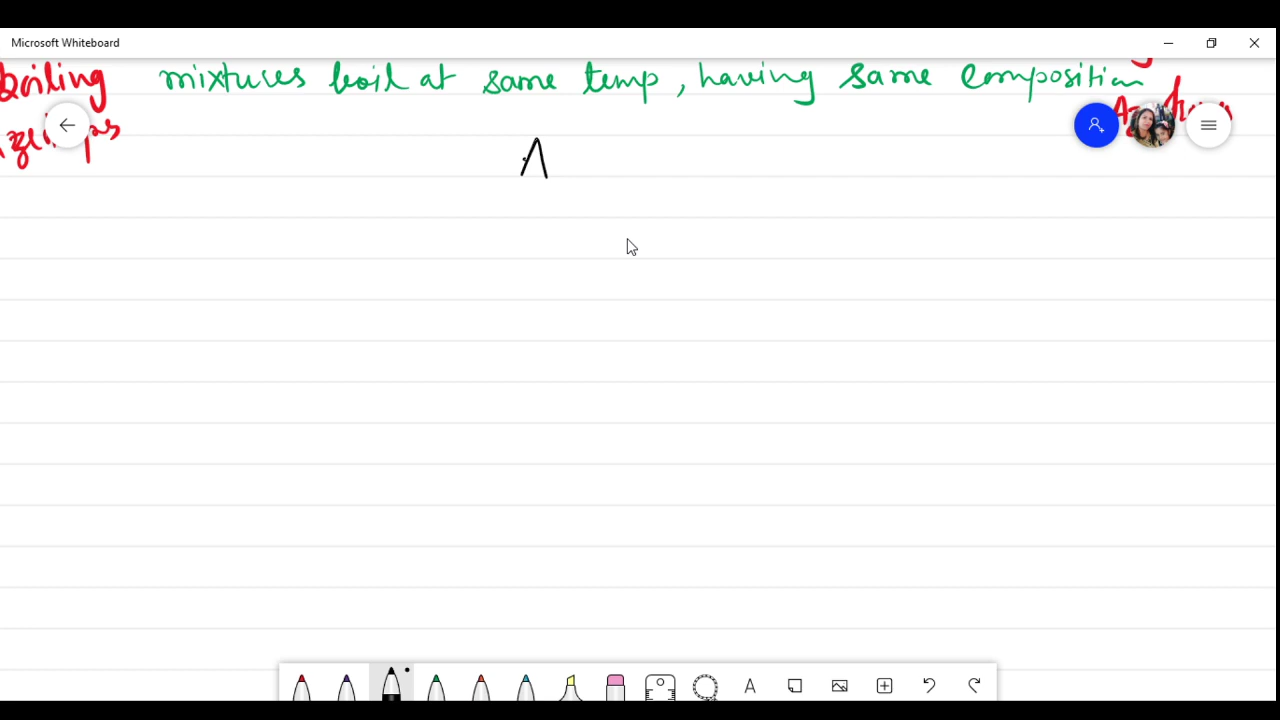 Microsoft Whiteboard
boiling mixtures boil at same temp, having same composition